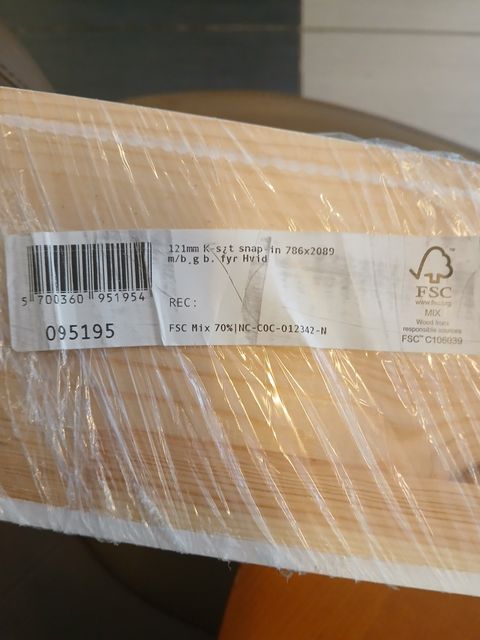 121mm K-s¿t snap-in 786x2089
m/b,g b. fyr Hvid
5 700360 951954
REC:
095195
FSC Mix 70%|NC-COC-012342-N
FSC
www.fsc.org
MIX
Wood from
responsible sources
FSC™ C106039